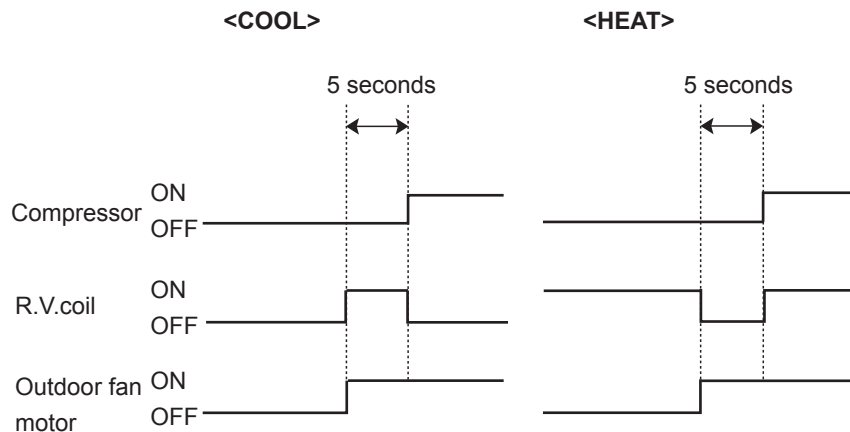 <COOL>
<HEAT>
5 seconds
5 seconds
Compressor
ON
OFF
R.V.coil
ON
OFF
Outdoor fan
motor
ON
OFF